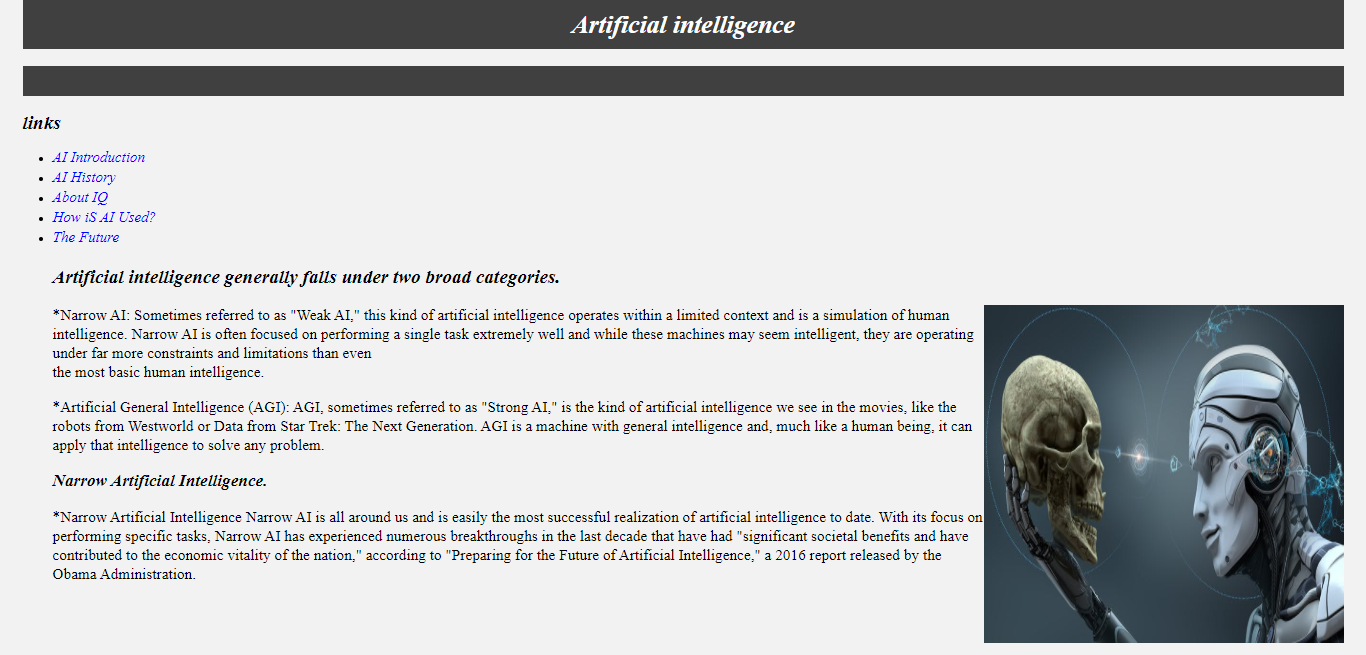 Artificial intelligence
links
AI Introduction
AI History
About IQ
How iS AI Used?
The Future
Artificial intelligence generally falls under two broad categories.
*Narrow AI: Sometimes referred to as "Weak AI," this kind of artificial intelligence operates within a limited context and is a simulation of human
intelligence. Narrow AI is often focused on performing a single task extremely well and while these machines may seem intelligent, they are operating
under far more constraints and limitations than even
the most basic human intelligence.
*Artificial General Intelligence (AGI): AGI, sometimes referred to as "Strong AI," is the kind of artificial intelligence we see in the movies, like the
robots from Westworld or Data from Star Trek: The Next Generation. AGI is a machine with general intelligence and, much like a human being, it can
apply that intelligence to solve any problem.
Narrow Artificial Intelligence.
*Narrow Artificial Intelligence Narrow AI is all around us and is easily the most successful realization of artificial intelligence to date. With its focus on
performing specific tasks, Narrow AI has experienced numerous breakthroughs in the last decade that have had "significant societal benefits and have
contributed to the economic vitality of the nation," according to "Preparing for the Future of Artificial Intelligence," a 2016 report released by the
Obama Administration.